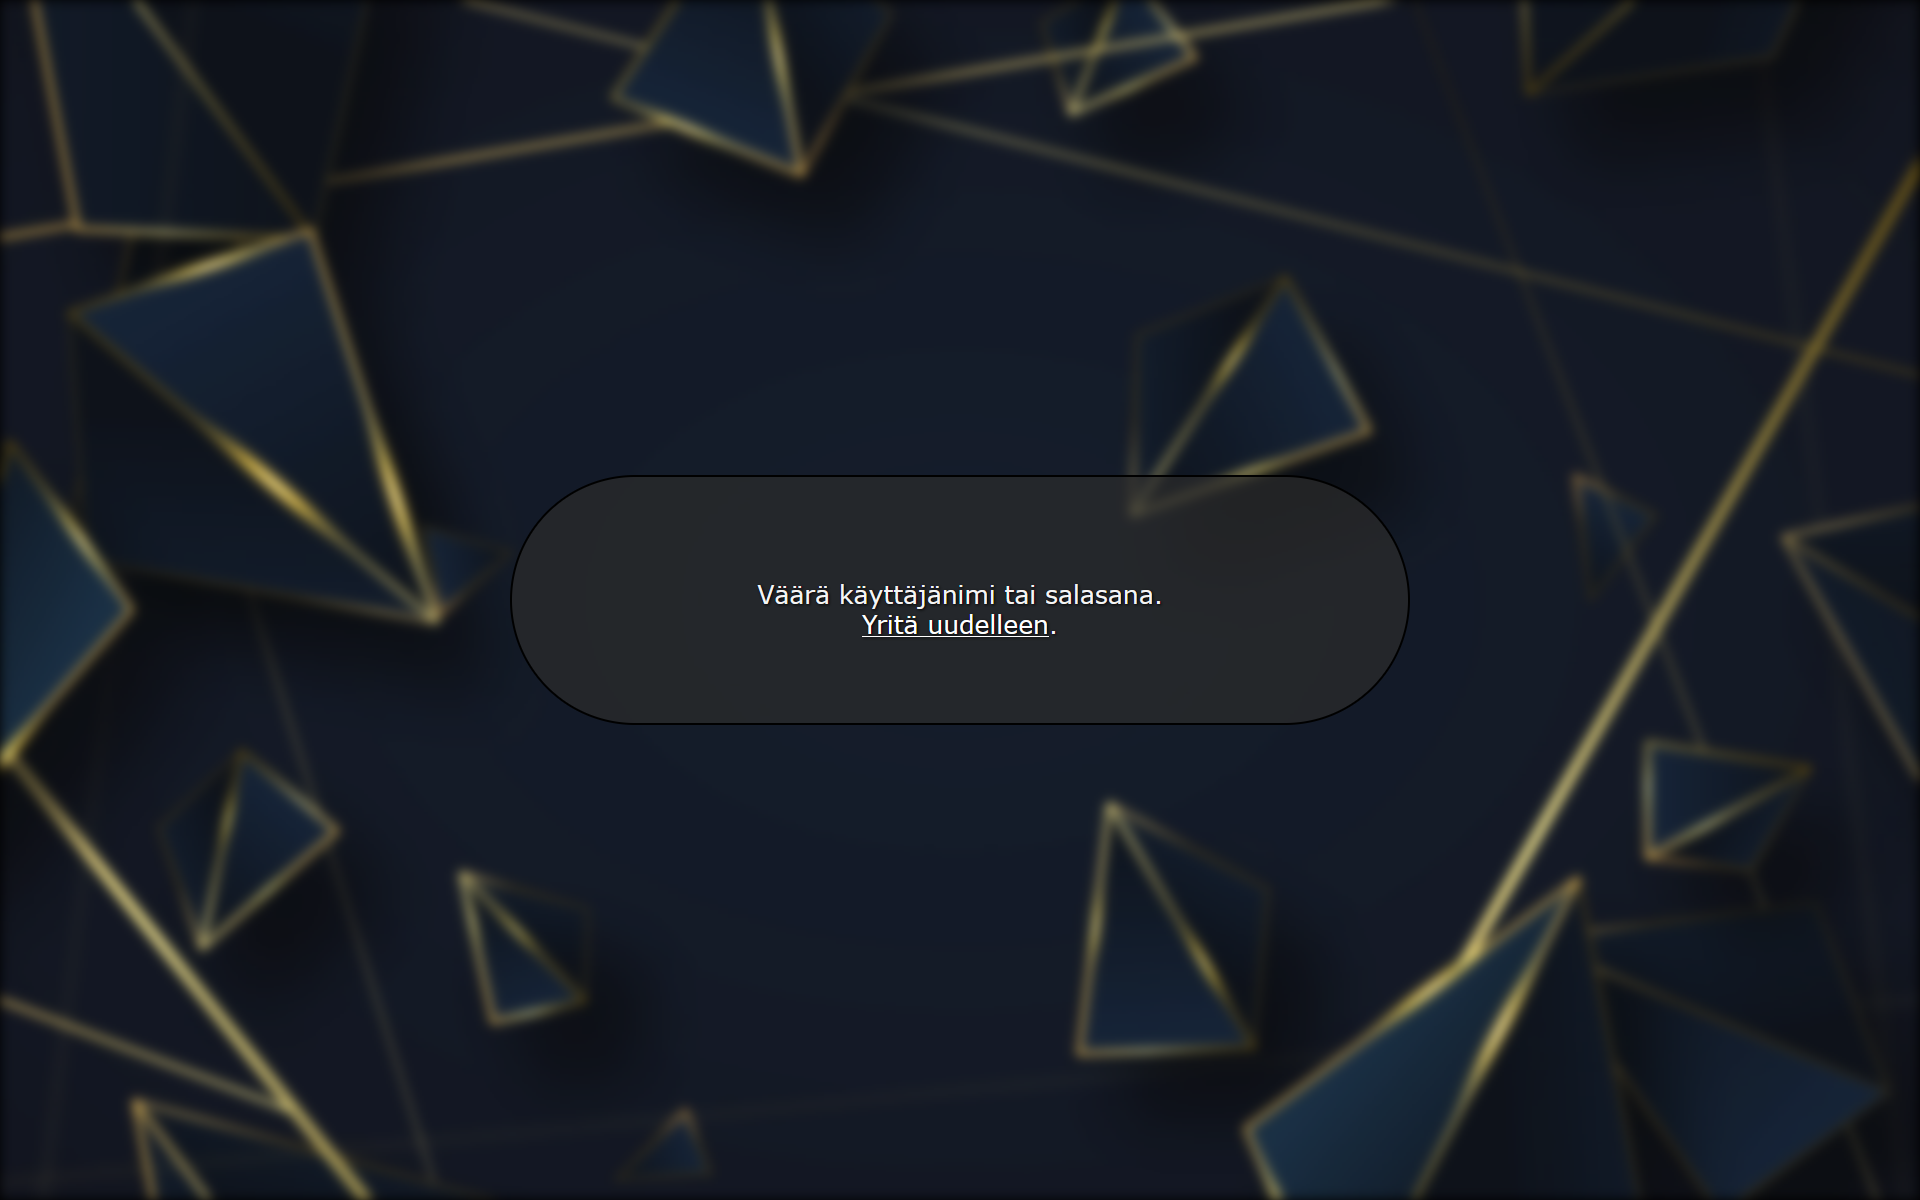 Väärä käyttäjänimi tai salasana.
Yritä uudelleen.